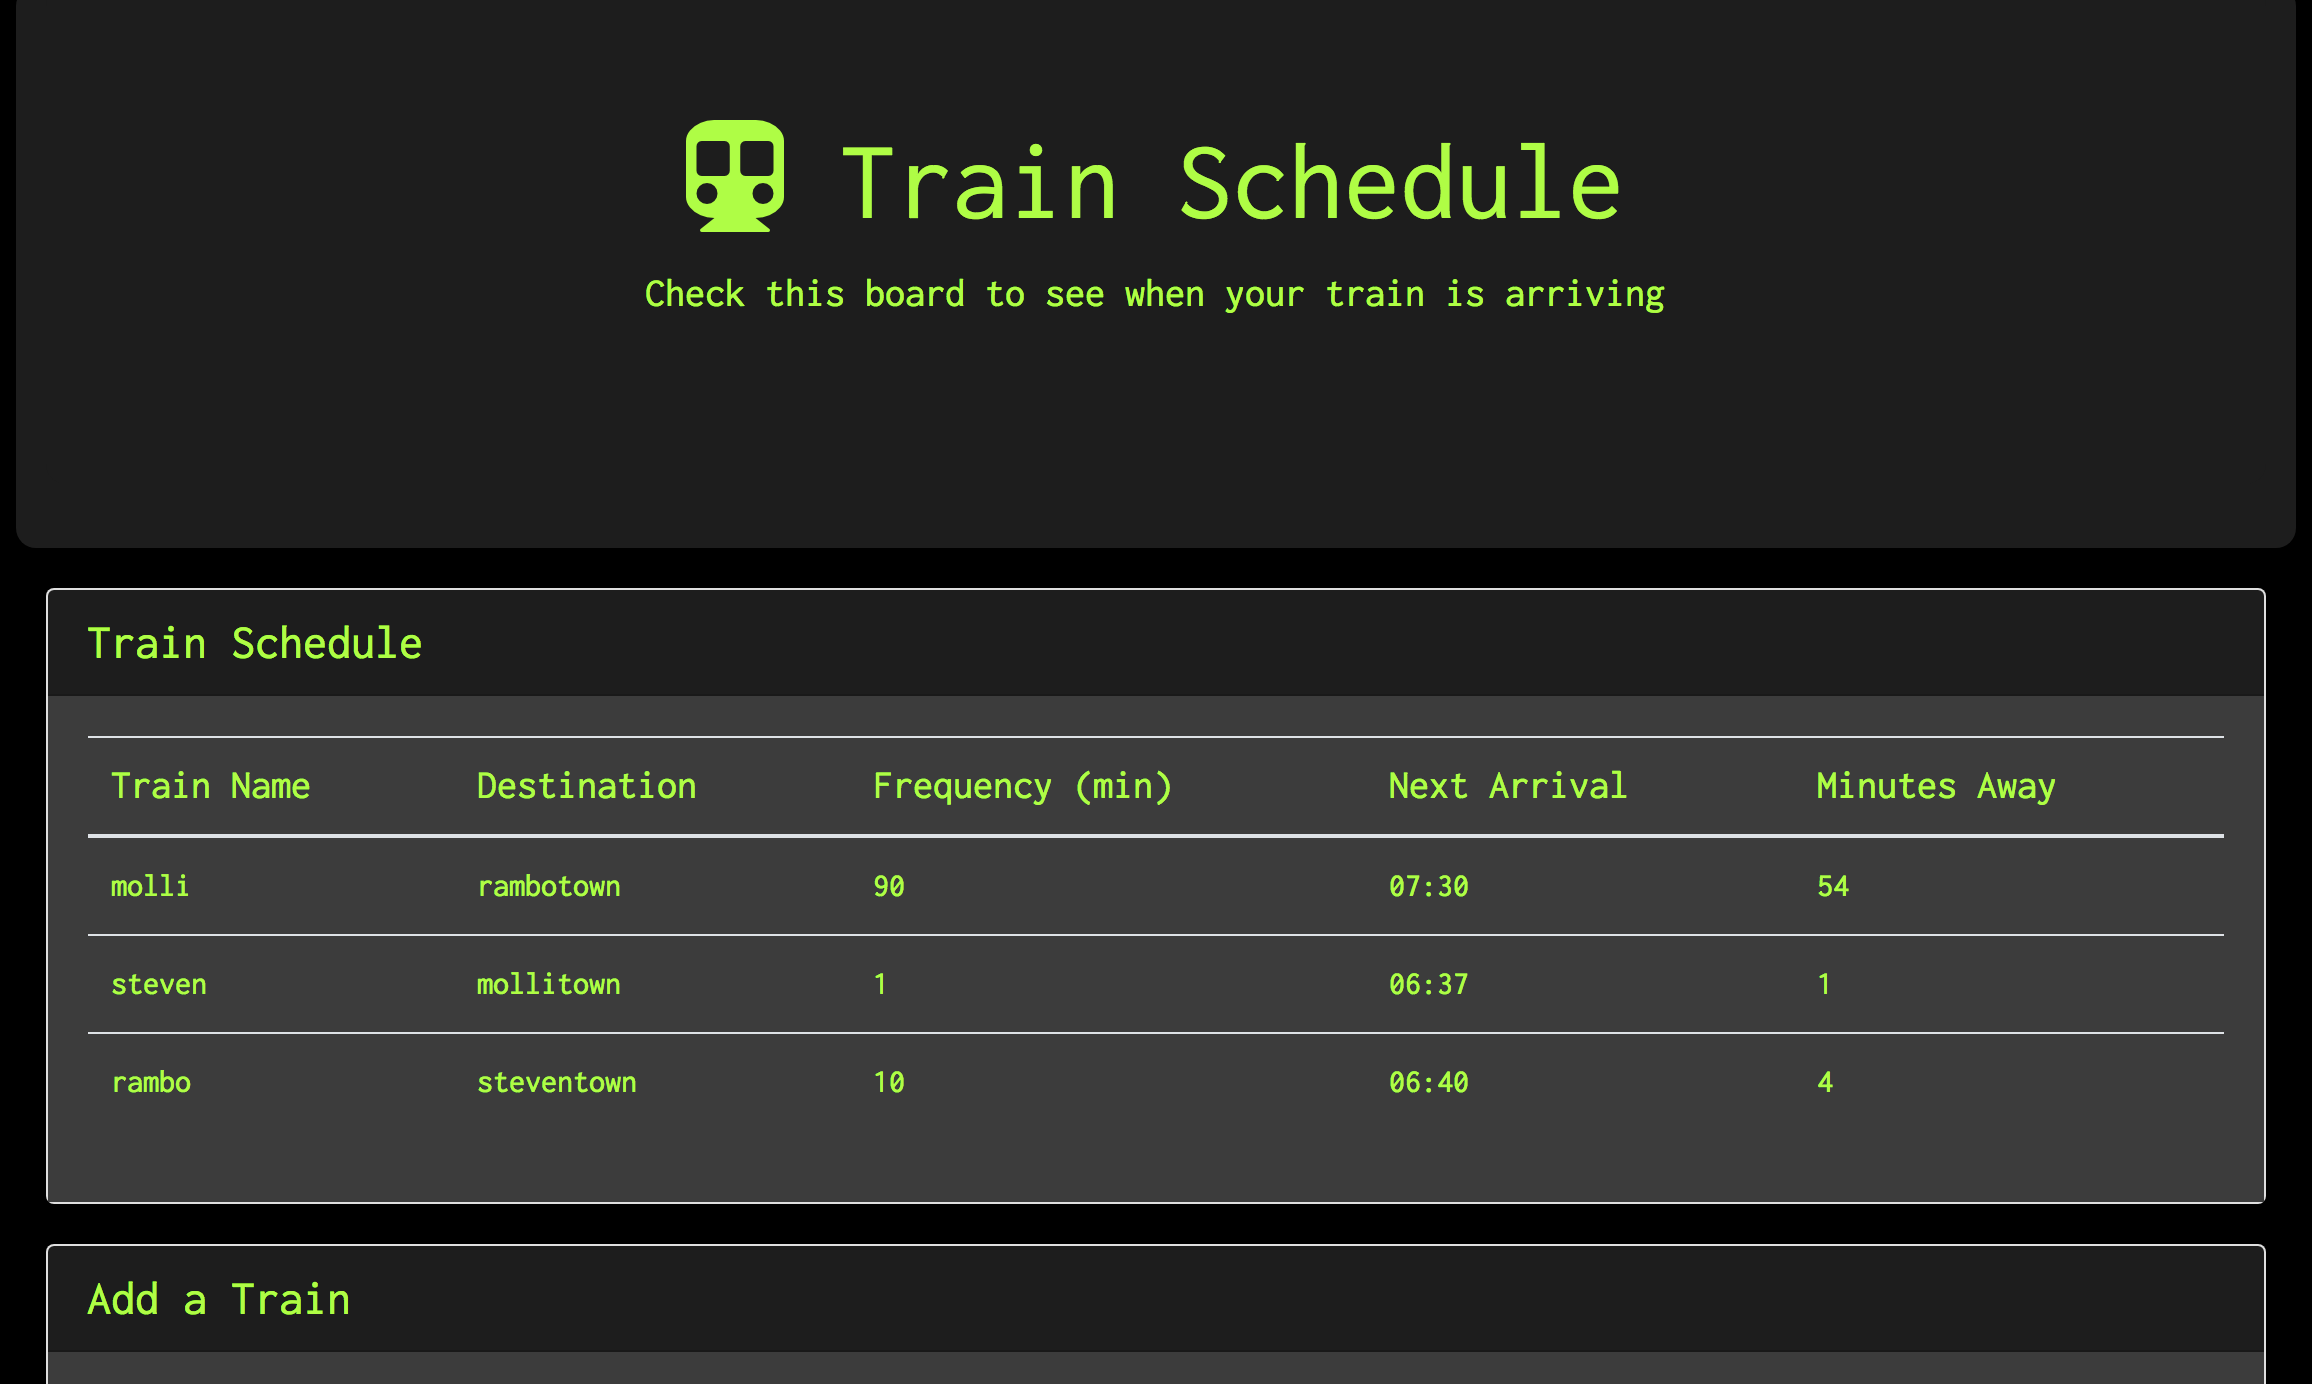 Train Schedule
Check this board to see when your train is arriving
Train Schedule
Train Name Destination Frequency (min) Next Arrival Minutes Away
molli rambotown 90 07:30 54
steven mollitown 1 06:37 1
rambo steventown 10 06:40 4
Add a Train